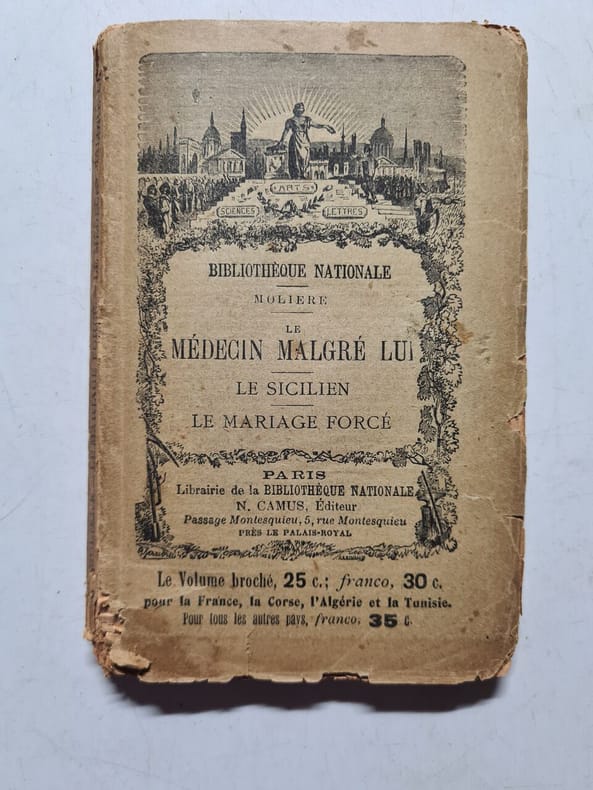 ARTS
SCIENCES LETTRES
BIBLIOTHÈQUE NATIONALE
MOLIERE
LE
MÉDECIN MALGRÉ LUI
LE SICILIEN
LE MARIAGE FORCÉ
PARIS
Librairie de la BIBLIOTHÈQUE NATIONALE
N. CAMUS, Éditeur
Passage Montesquieu, 5, rue Montesquieu
PRÈS LE PALAIS-ROYAL
Le Volume broché, 25 c.; franco, 30 c.
pour la France, la Corse, l'Algérie et la Tunisie.
Pour tous les autres pays, franco, 35 c.